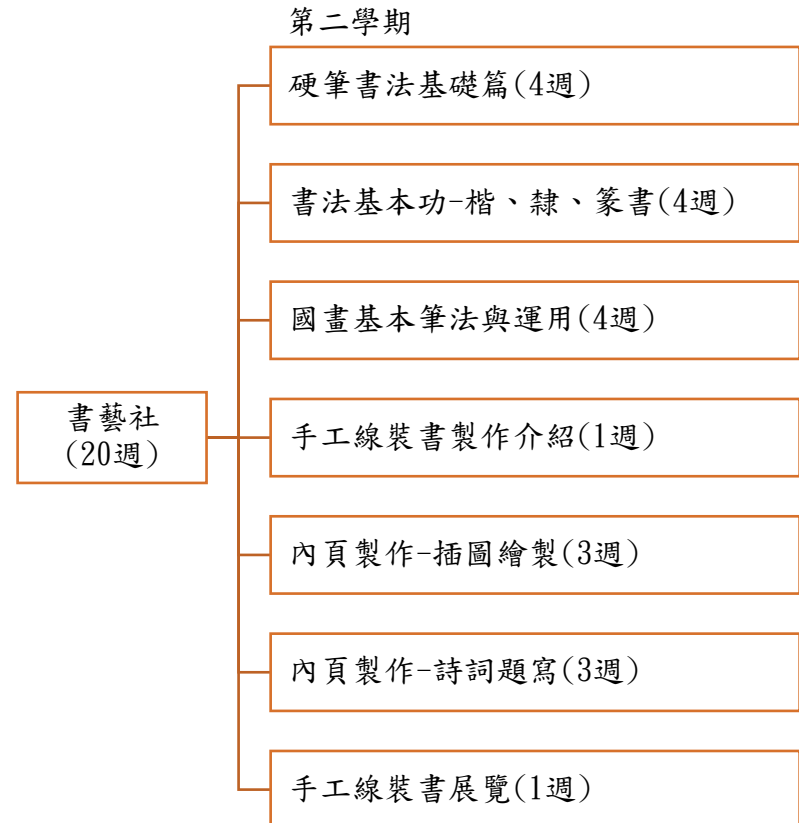 第二學期
硬筆書法基礎篇(4週)
書法基本功-楷、隸、篆書(4週)
國畫基本筆法與運用(4週)
書藝社
(20週)
手工線裝書製作介紹(1週)
內頁製作-插圖繪製(3週)
內頁製作-詩詞題寫(3週)
手工線裝書展覽(1週)